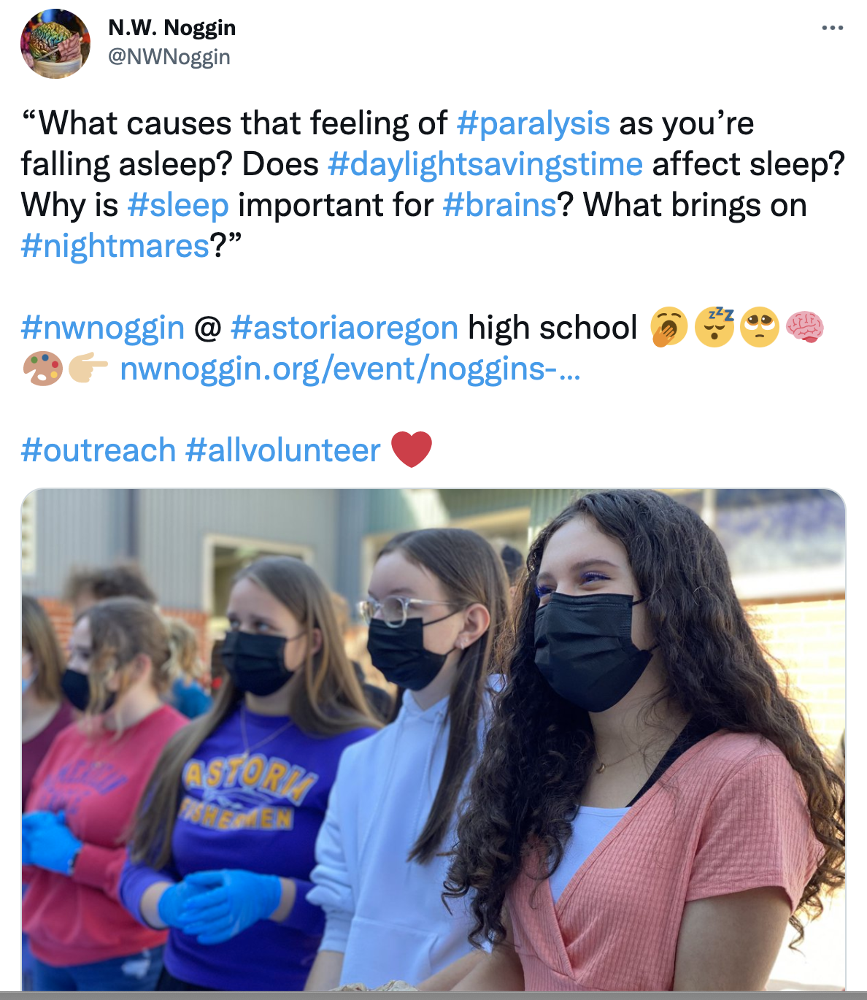 N.W. Noggin
@NWNoggin
“What causes that feeling of #paralysis as you’re
falling asleep? Does #daylightsavingstime affect sleep?
Why is #sleep important for #brains? What brings on
#nightmares?”
#nwnoggin @ #astoriaoregon high school 🥱😴🥺🧠
🎨👉🏼 nwnoggin.org/event/noggins-…
#outreach #allvolunteer ❤️
ASTORIA
FISHERMEN